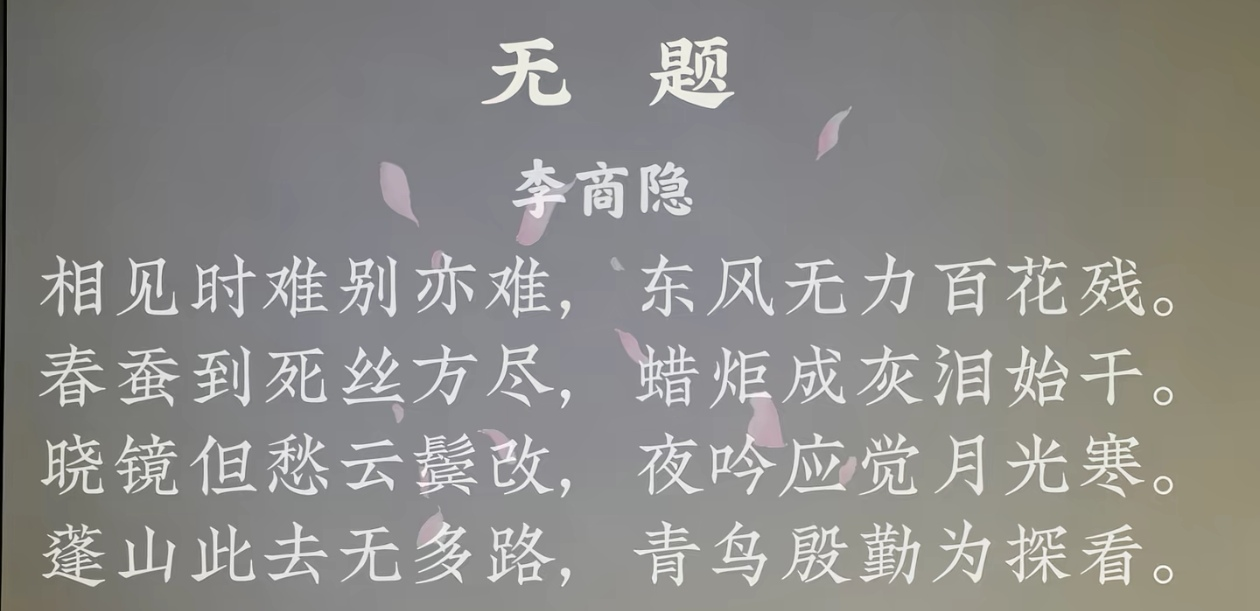 无 题
李商隐
相见时难别亦难， 东风无力百花残。
春蚕到死丝方尽， 蜡炬成灰泪始干。
晓镜但愁云鬓改， 夜吟应觉月光寒。
蓬山此去无多路， 青鸟殷勤为探看。